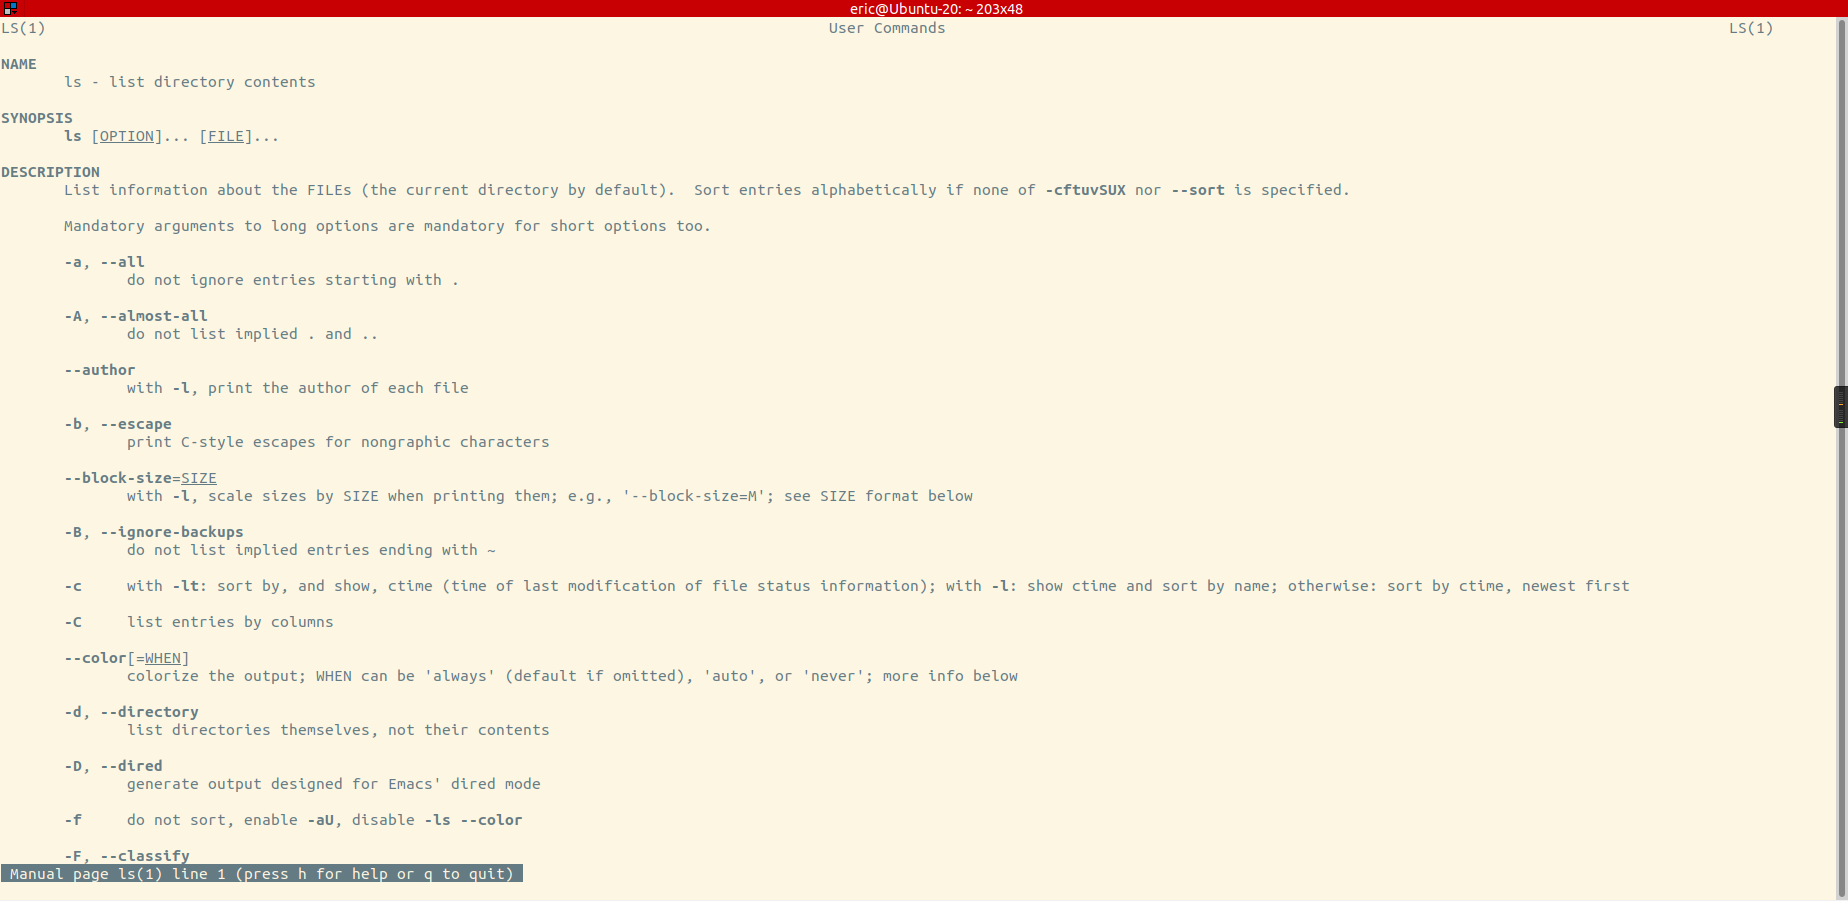 eric@Ubuntu-20: ~ 203x48
LS(1) User Commands LS(1)
NAME
ls - list directory contents
SYNOPSIS
ls [OPTION]... [FILE]...
DESCRIPTION
List information about the FILEs (the current directory by default).  Sort entries alphabetically if none of -cftuvSUX nor --sort is specified.
Mandatory arguments to long options are mandatory for short options too.
-a, --all
do not ignore entries starting with .
-A, --almost-all
do not list implied . and ..
--author
with -l, print the author of each file
-b, --escape
print C-style escapes for nongraphic characters
--block-size=SIZE
with -l, scale sizes by SIZE when printing them; e.g., '--block-size=M'; see SIZE format below
-B, --ignore-backups
do not list implied entries ending with ~
-c with -lt: sort by, and show, ctime (time of last modification of file status information); with -l: show ctime and sort by name; otherwise: sort by ctime, newest first
-C list entries by columns
--color[=WHEN]
colorize the output; WHEN can be 'always' (default if omitted), 'auto', or 'never'; more info below
-d, --directory
list directories themselves, not their contents
-D, --dired
generate output designed for Emacs' dired mode
-f do not sort, enable -aU, disable -ls --color
-F, --classify
Manual page ls(1) line 1 (press h for help or q to quit)